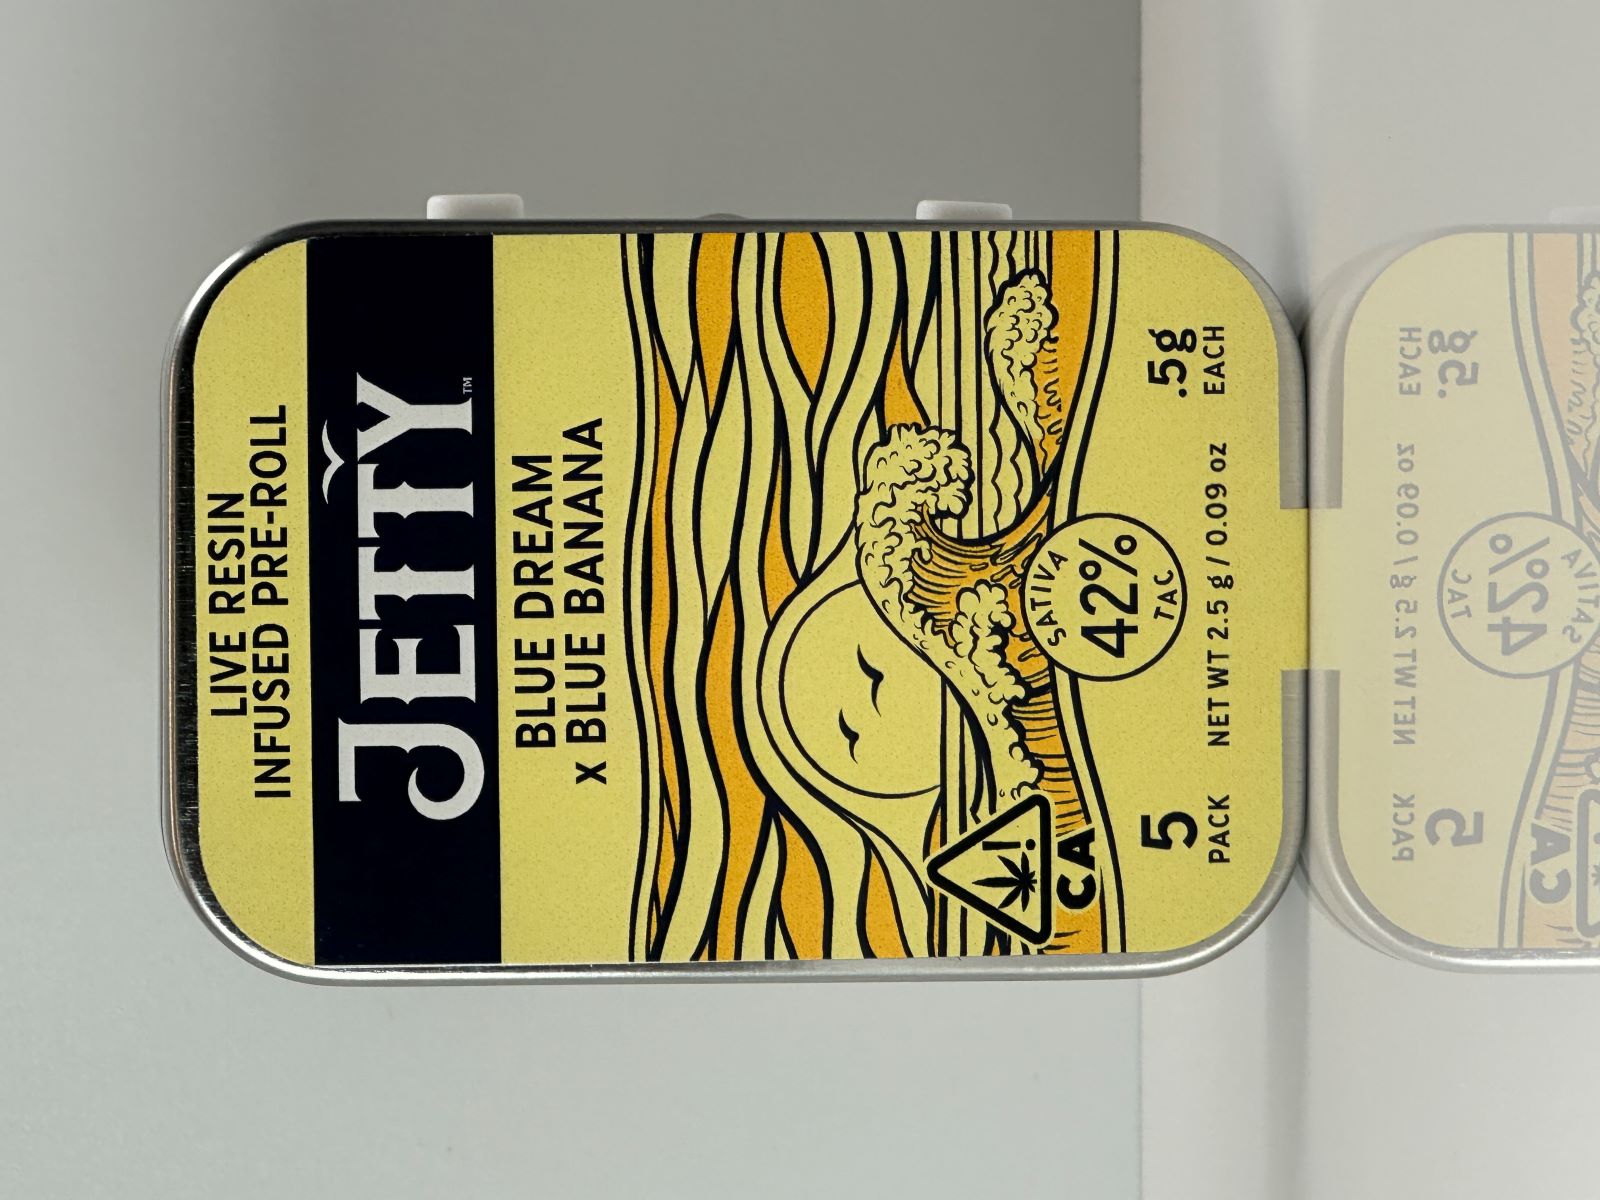 LIVE RESIN
INFUSED PRE-ROLL
JETTY™
BLUE DREAM
x BLUE BANANA
!
CA
SATIVA
42%
TAC
5
PACK
NET WT 2.5 g / 0.09 oz
.5g
EACH